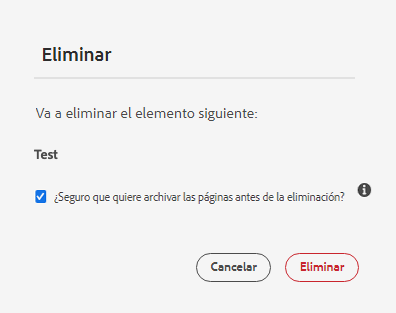 Eliminar
Va a eliminar el elemento siguiente:
Test
¿Seguro que quiere archivar las páginas antes de la eliminación?
Cancelar
Eliminar